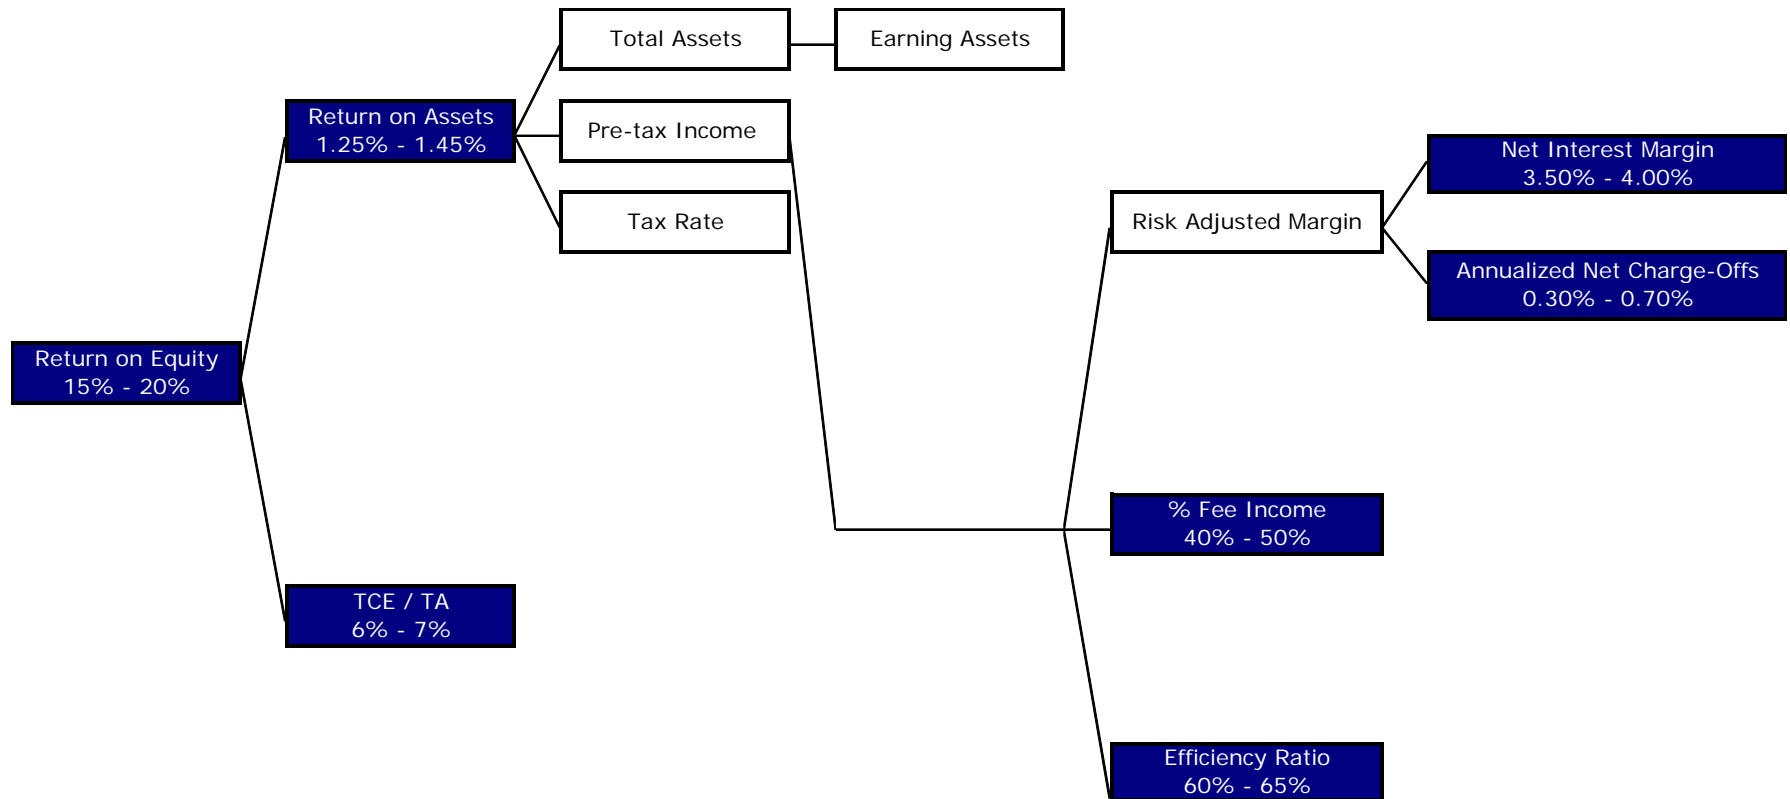 Total Assets
Earning Assets
Return on Assets
1.25% - 1.45%
Pre-tax Income
Tax Rate
Net Interest Margin
3.50% - 4.00%
Risk Adjusted Margin
Annualized Net Charge-Offs
0.30% - 0.70%
Return on Equity
15% - 20%
% Fee Income
40% - 50%
TCE / TA
6% - 7%
Efficiency Ratio
60% - 65%